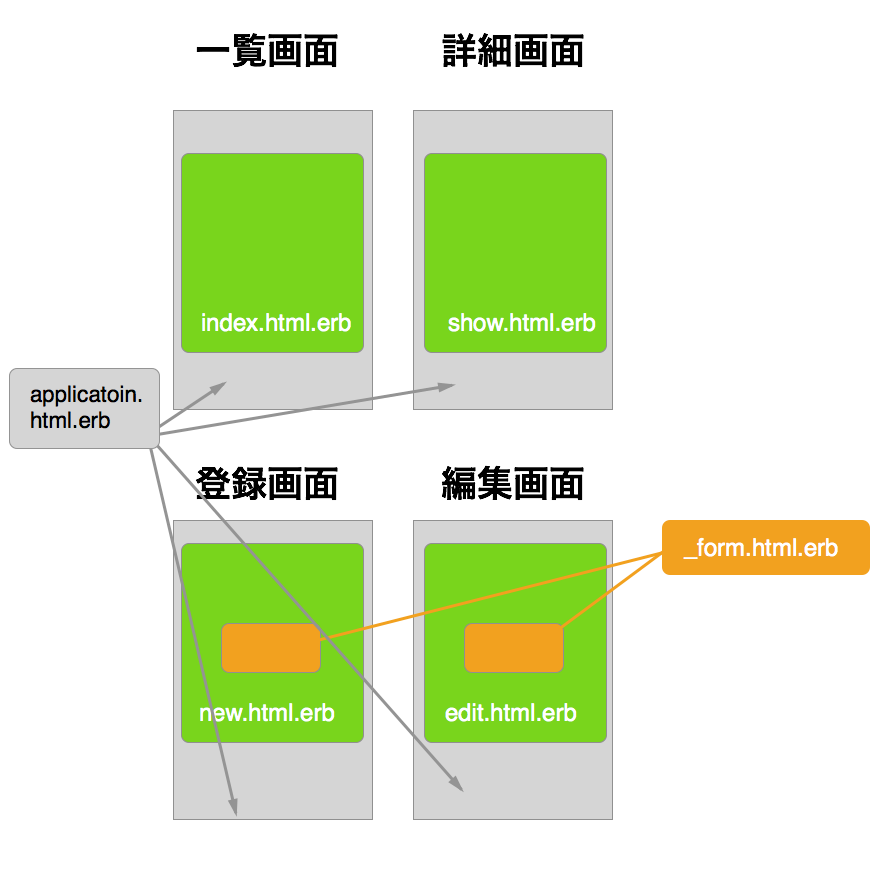 一覧画面
詳細画面
index.html.erb
show.html.erb
applicatoin.
html.erb
登録画面
編集画面
_form.html.erb
new.html.erb
edit.html.erb